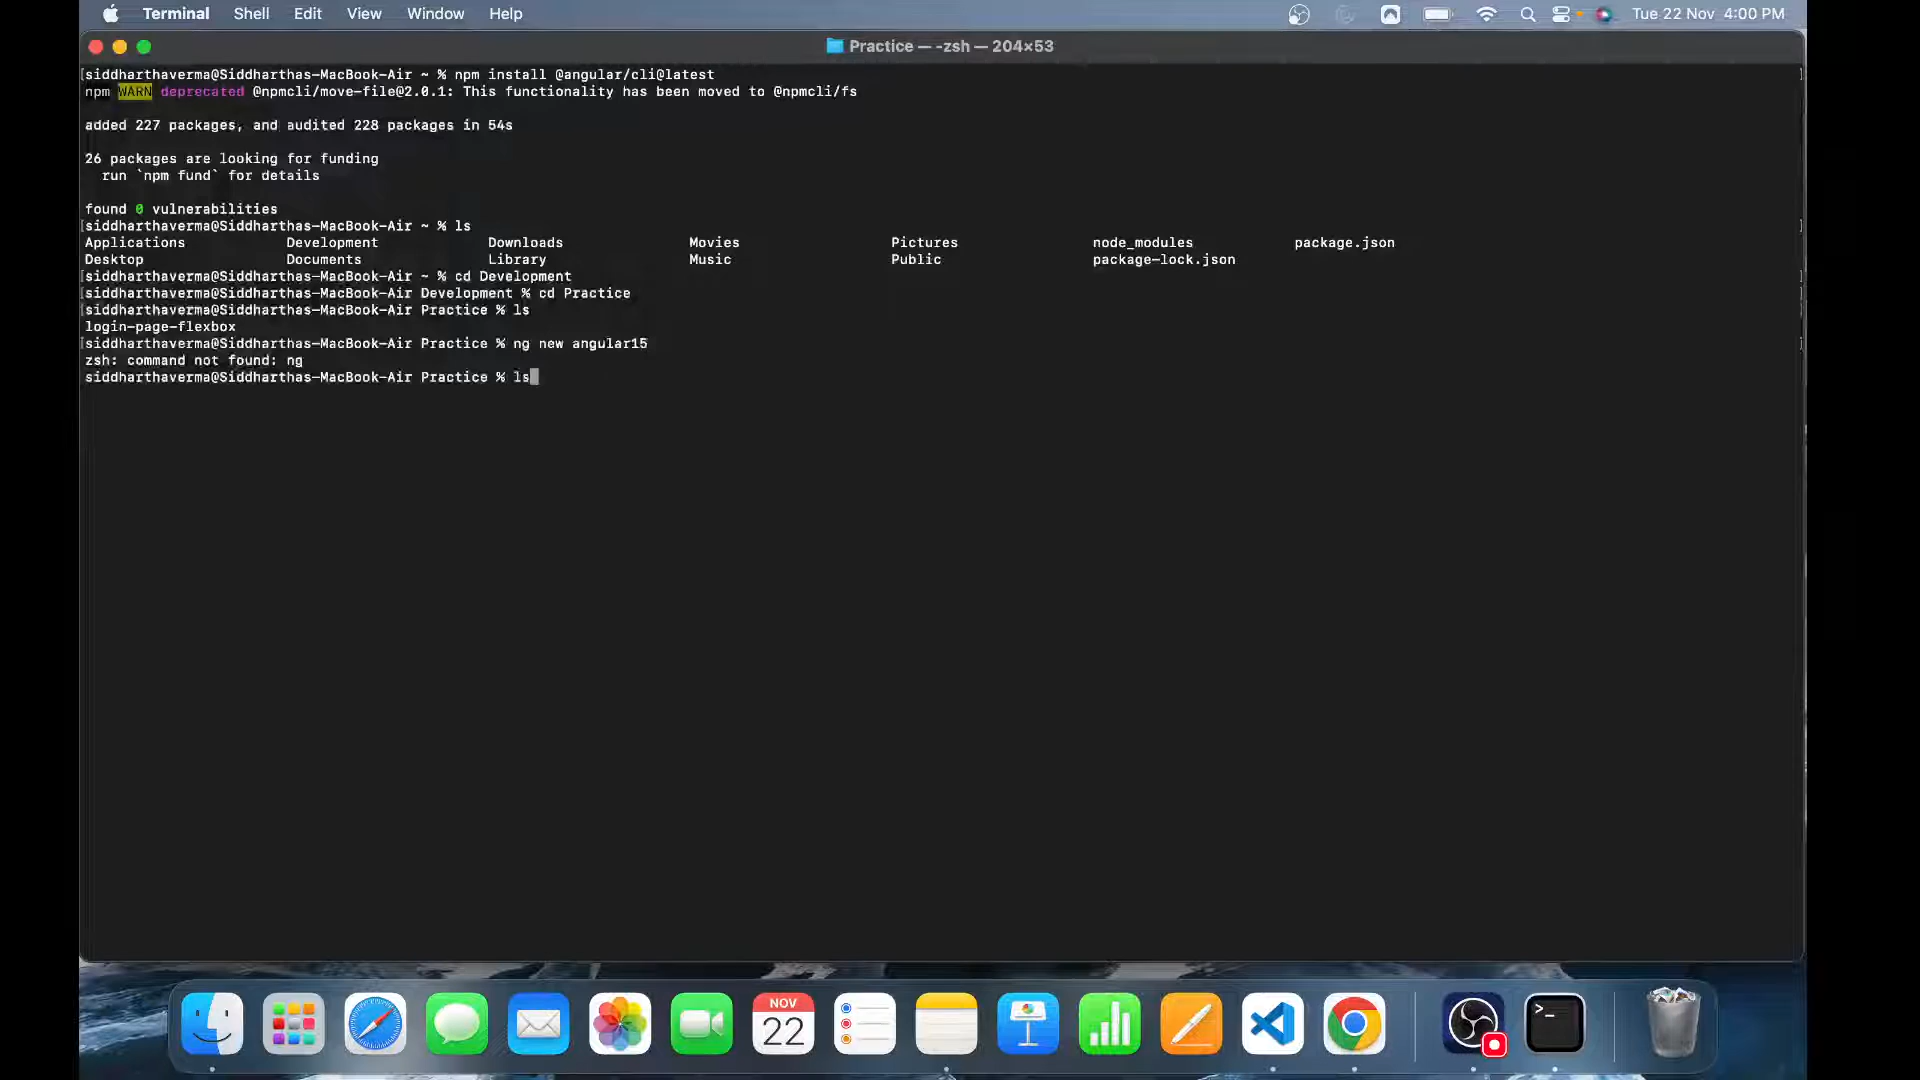 Terminal Shell Edit View Window Help Tue 22 Nov 4:00 PM
Practice — -zsh — 204×53
[siddharthaverma@Siddharthas-MacBook-Air ~ % npm install @angular/cli@latest ]
npm WARN deprecated @npmcli/move-file@2.0.1: This functionality has been moved to @npmcli/fs
added 227 packages, and audited 228 packages in 54s
26 packages are looking for funding
run `npm fund` for details
found 0 vulnerabilities
[siddharthaverma@Siddharthas-MacBook-Air ~ % ls ]
Applications Development Downloads Movies Pictures node_modules package.json
Desktop Documents Library Music Public package-lock.json
[siddharthaverma@Siddharthas-MacBook-Air ~ % cd Development ]
[siddharthaverma@Siddharthas-MacBook-Air Development % cd Practice ]
[siddharthaverma@Siddharthas-MacBook-Air Practice % ls ]
login-page-flexbox
[siddharthaverma@Siddharthas-MacBook-Air Practice % ng new angular15 ]
zsh: command not found: ng
siddharthaverma@Siddharthas-MacBook-Air Practice % ls
NOV
22
>_